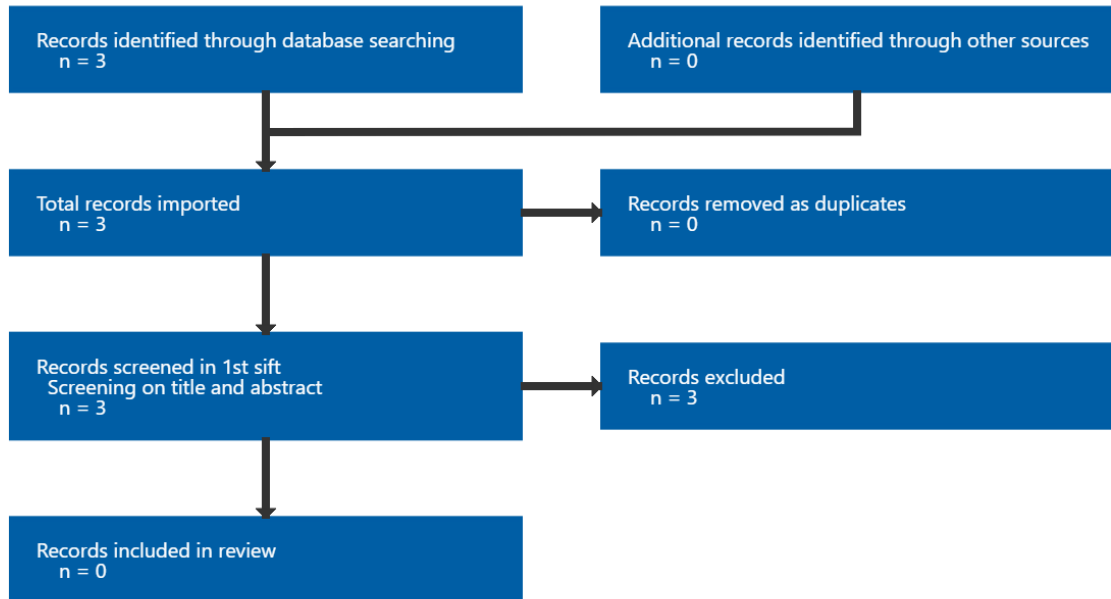 Records identified through database searching
n = 3
Additional records identified through other sources
n = 0
Total records imported
n = 3
Records removed as duplicates
n = 0
Records screened in 1st sift
Screening on title and abstract
n = 3
Records excluded
n = 3
Records included in review
n = 0